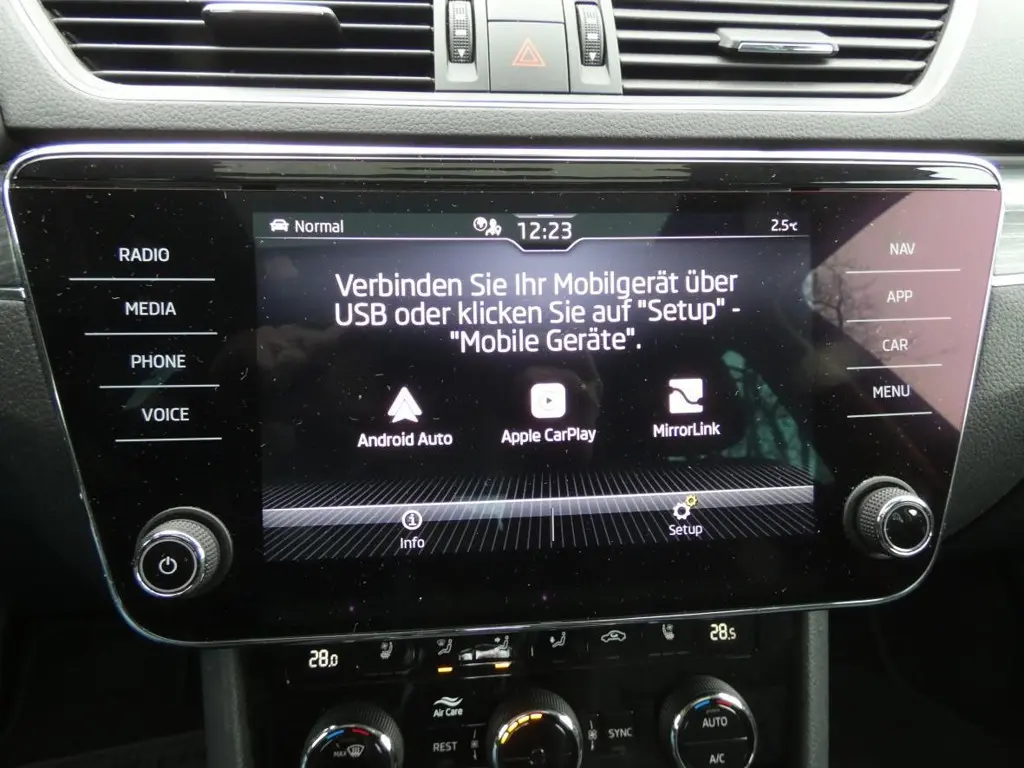 Normal
12:23
2.5°C
RADIO
MEDIA
PHONE
VOICE
Verbinden Sie Ihr Mobilgerät über
USB oder klicken Sie auf "Setup" -
"Mobile Geräte".
Android Auto
Apple CarPlay
MirrorLink
Info
Setup
NAV
APP
CAR
MENU
28.0
28.5
Air Care
MAX
REST
SYNC
AUTO
A/C